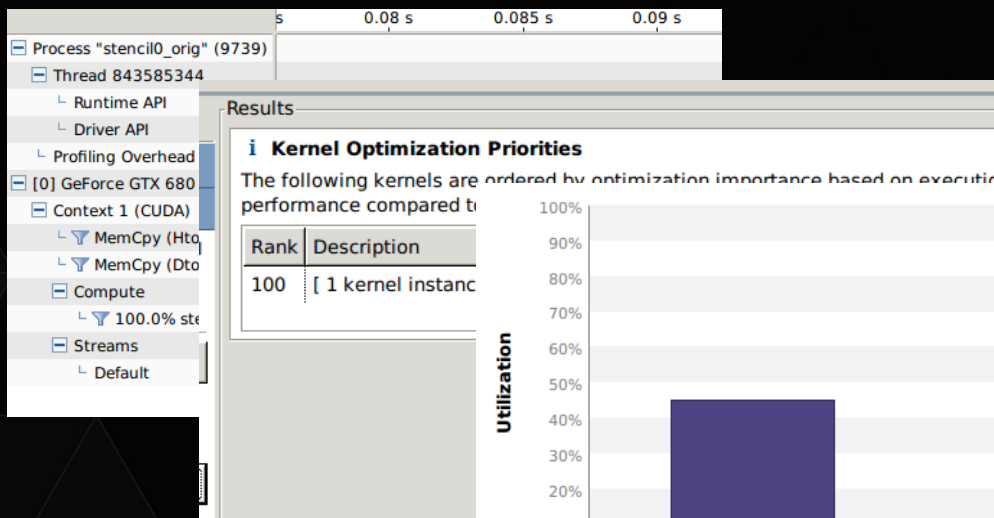 s 0.08 s 0.085 s 0.09 s
Process "stencil0_orig" (9739)
Thread 843585344
Runtime API
Driver API
Profiling Overhead
[0] GeForce GTX 680
Context 1 (CUDA)
MemCpy (Hto
MemCpy (Dto
Compute
100.0% ste
Streams
Default
Results
i Kernel Optimization Priorities
The following kernels are ordered by optimization importance based on executio
performance compared to
Rank Description
100 [ 1 kernel instanc
Utilization
100%
90%
80%
70%
60%
50%
40%
30%
20%